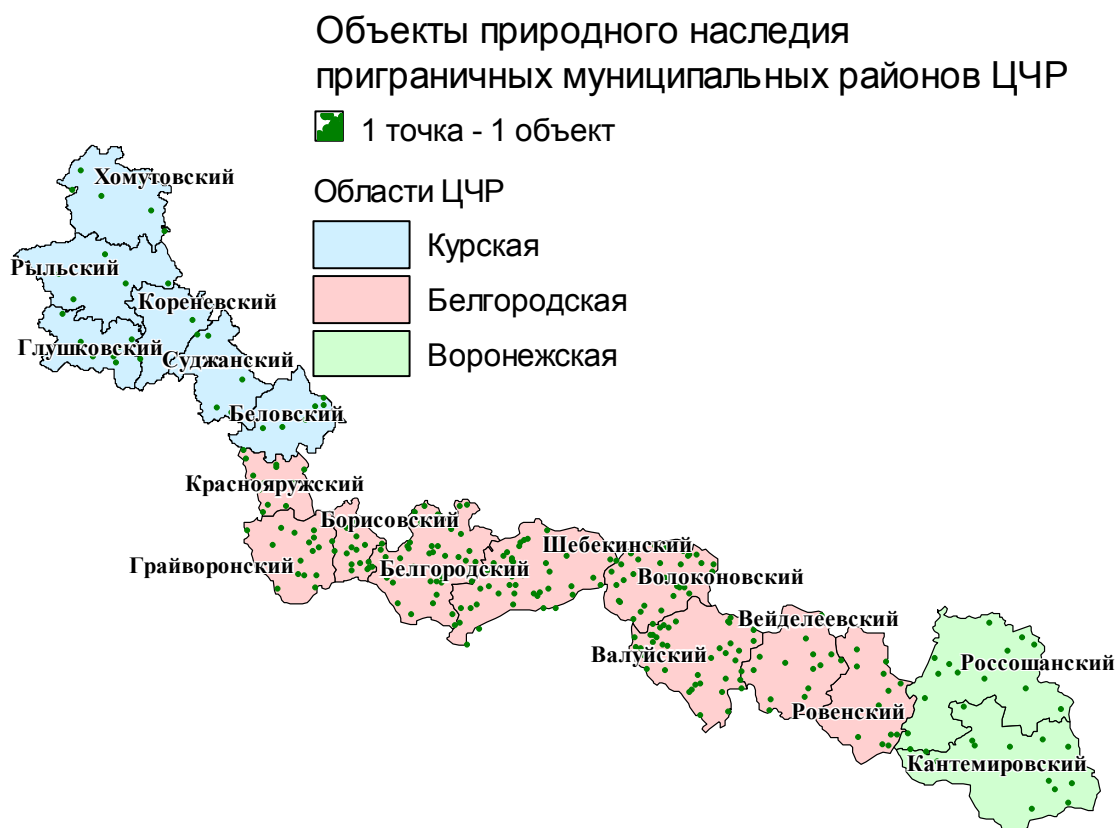 Объекты природного наследия
приграничных муниципальных районов ЦЧР
1 точка - 1 объект
Области ЦЧР
Курская
Белгородская
Воронежская
Хомутовский
Рыльский
Кореневский
Глушковский
Суджанский
Беловский
Краснояружский
Борисовский
Грайворонский
Белгородский
Шебекинский
Волоконовский
Вейделеевский
Валуйский
Россошанский
Ровенский
Кантемировский